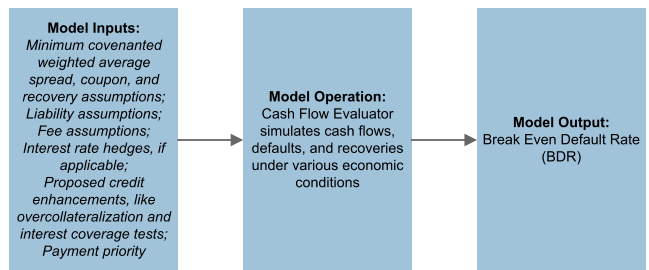 Model Inputs:
Minimum covenanted
weighted average
spread, coupon, and
recovery assumptions;
Liability assumptions;
Fee assumptions;
Interest rate hedges, if
applicable;
Proposed credit
enhancements, like
overcollateralization and
interest coverage tests;
Payment priority
Model Operation:
Cash Flow Evaluator
simulates cash flows,
defaults, and recoveries
under various economic
conditions
Model Output:
Break Even Default Rate
(BDR)